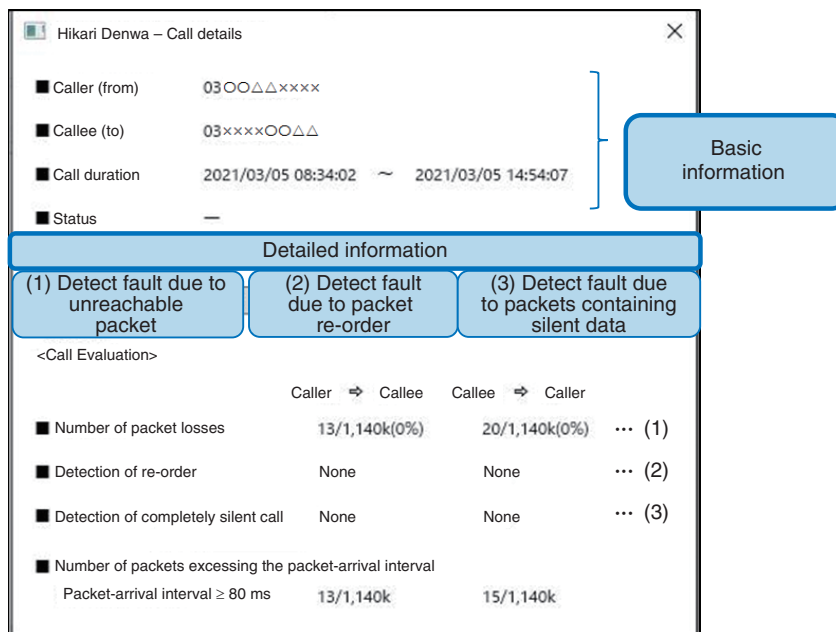 Hikari Denwa – Call details
Caller (from) 03○○△△××××
Callee (to) 03××××○○△△
Call duration 2021/03/05 08:34:02 ~ 2021/03/05 14:54:07
Status —
Basic
information
Detailed information
(1) Detect fault due to
unreachable
packet
(2) Detect fault
due to packet
re-order
(3) Detect fault due
to packets containing
silent data
<Call Evaluation>
Caller ⇨ Callee Callee ⇨ Caller
Number of packet losses 13/1,140k(0%) 20/1,140k(0%) ··· (1)
Detection of re-order None None ··· (2)
Detection of completely silent call None None ··· (3)
Number of packets excessing the packet-arrival interval
Packet-arrival interval ≥ 80 ms 13/1,140k 15/1,140k